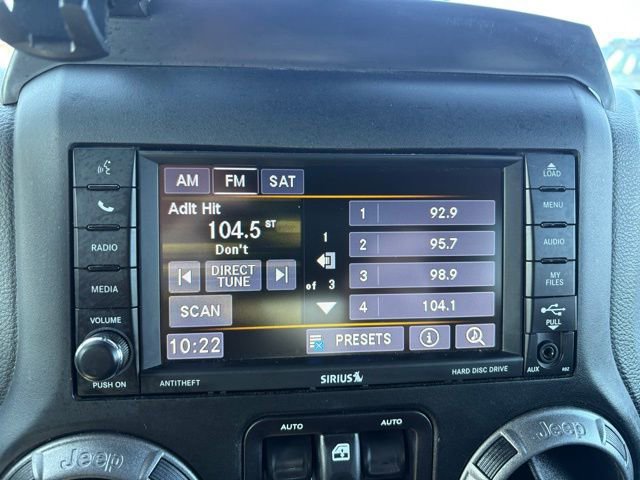 AM FM SAT
Adlt Hit
104.5 ST
Don't
DIRECT
TUNE
SCAN
10:22
1
of 3
1 92.9
2 95.7
3 98.9
4 104.1
PRESETS
RADIO
MEDIA
VOLUME
PUSH ON
LOAD
MENU
AUDIO
MY
FILES
PULL
AUX
ANTITHEFT
SIRIUS
HARD DISC DRIVE
AUTO
AUTO
Jeep
Jeep